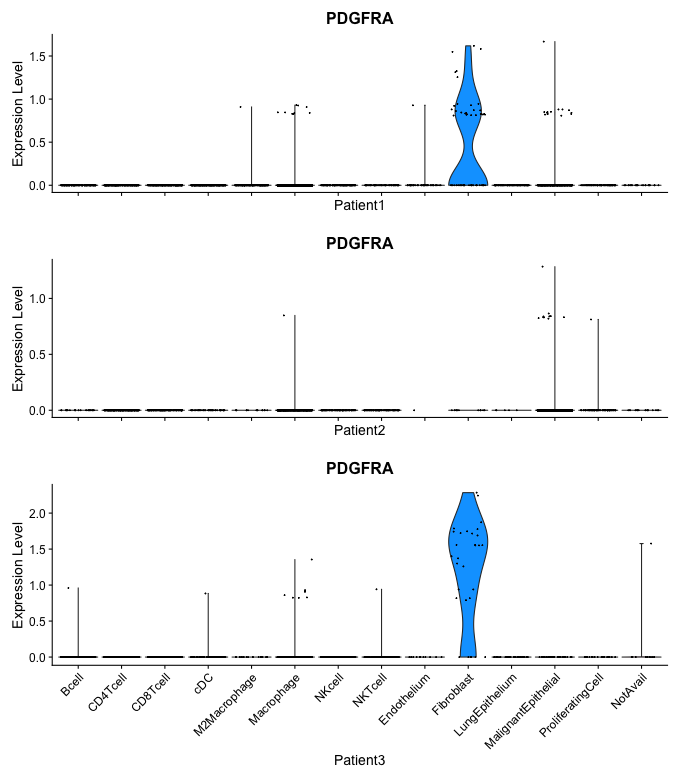 PDGFRA
Expression Level
1.5
1.0
0.5
0.0
Patient1
PDGFRA
Expression Level
1.0
0.5
0.0
Patient2
PDGFRA
Expression Level
2.0
1.5
1.0
0.5
0.0
Bcell
CD4Tcell
CD8Tcell
cDC
M2Macrophage
Macrophage
NKcell
NKTcell
Endothelium
Fibroblast
LungEpithelium
MalignantEpithelial
ProliferatingCell
NotAvail
Patient3